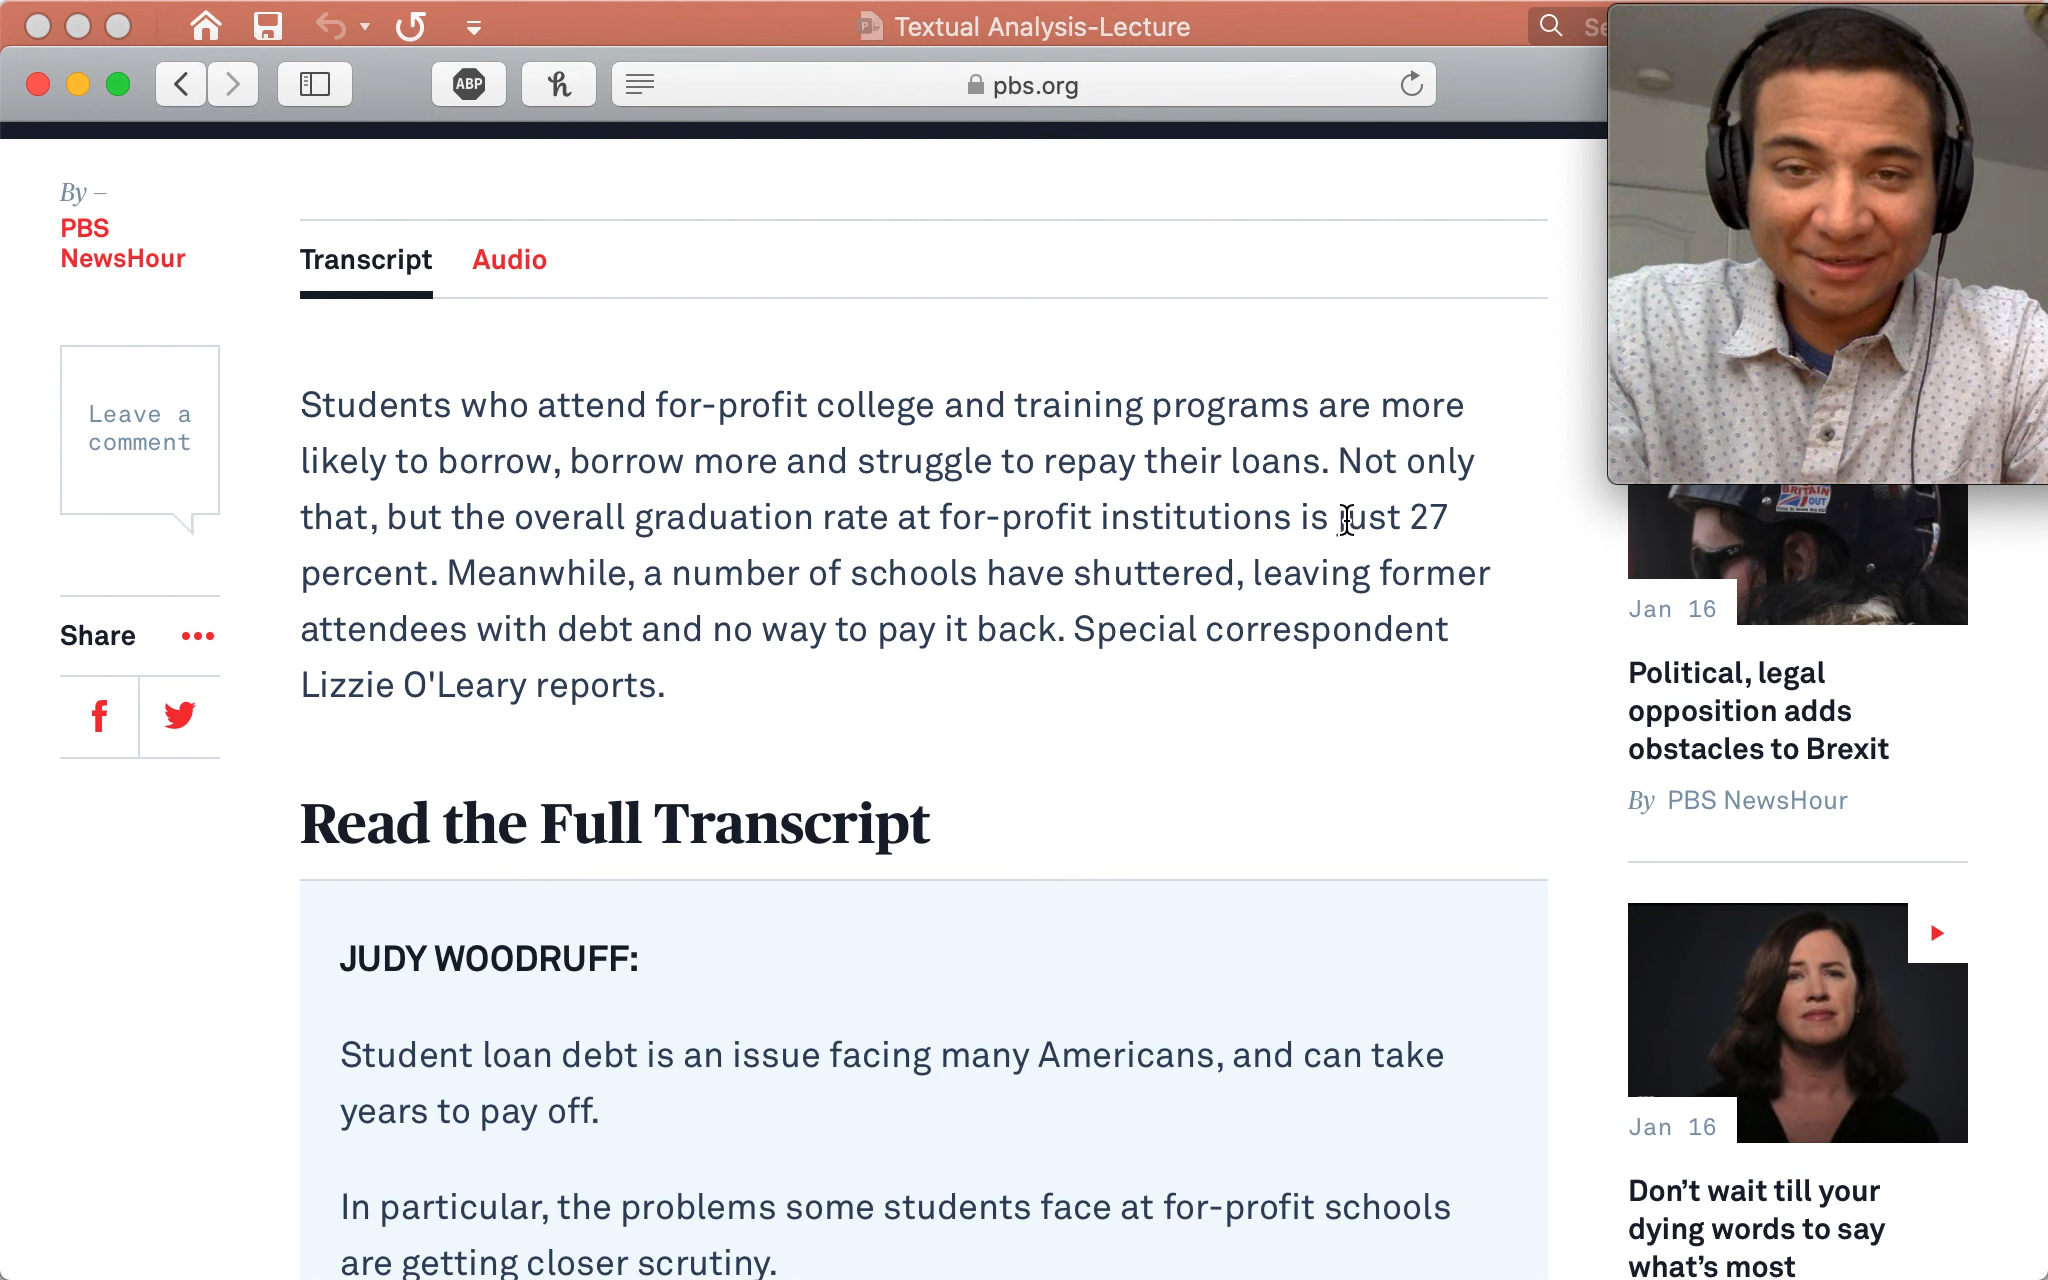 Textual Analysis-Lecture
ABP
pbs.org
By –
PBS
NewsHour
Transcript Audio
Leave a
comment
Share
Students who attend for-profit college and training programs are more
likely to borrow, borrow more and struggle to repay their loans. Not only
that, but the overall graduation rate at for-profit institutions is just 27
percent. Meanwhile, a number of schools have shuttered, leaving former
attendees with debt and no way to pay it back. Special correspondent
Lizzie O'Leary reports.
Read the Full Transcript
JUDY WOODRUFF:
Student loan debt is an issue facing many Americans, and can take
years to pay off.
In particular, the problems some students face at for-profit schools
are getting closer scrutiny.
BRITAIN
OUT
Jan 16
Political, legal
opposition adds
obstacles to Brexit
By PBS NewsHour
Jan 16
Don’t wait till your
dying words to say
what’s most